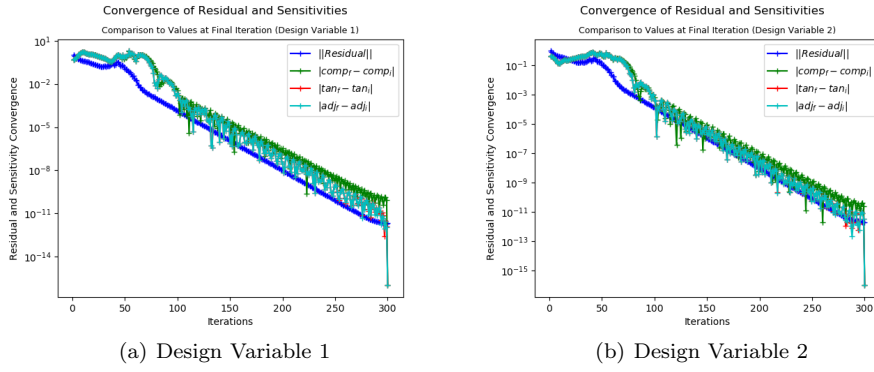 Convergence of Residual and Sensitivities
Comparison to Values at Final Iteration (Design Variable 1)
Residual and Sensitivity Convergence
10^1
10^-2
10^-5
10^-8
10^-11
10^-14
0 50 100 150 200 250 300
Iterations
||Residual||
|comp_f − comp_i|
|tan_f − tan_i|
|adj_f − adj_i|
(a) Design Variable 1
Convergence of Residual and Sensitivities
Comparison to Values at Final Iteration (Design Variable 2)
Residual and Sensitivity Convergence
10^-1
10^-3
10^-5
10^-7
10^-9
10^-11
10^-13
10^-15
0 50 100 150 200 250 300
Iterations
||Residual||
|comp_f − comp_i|
|tan_f − tan_i|
|adj_f − adj_i|
(b) Design Variable 2